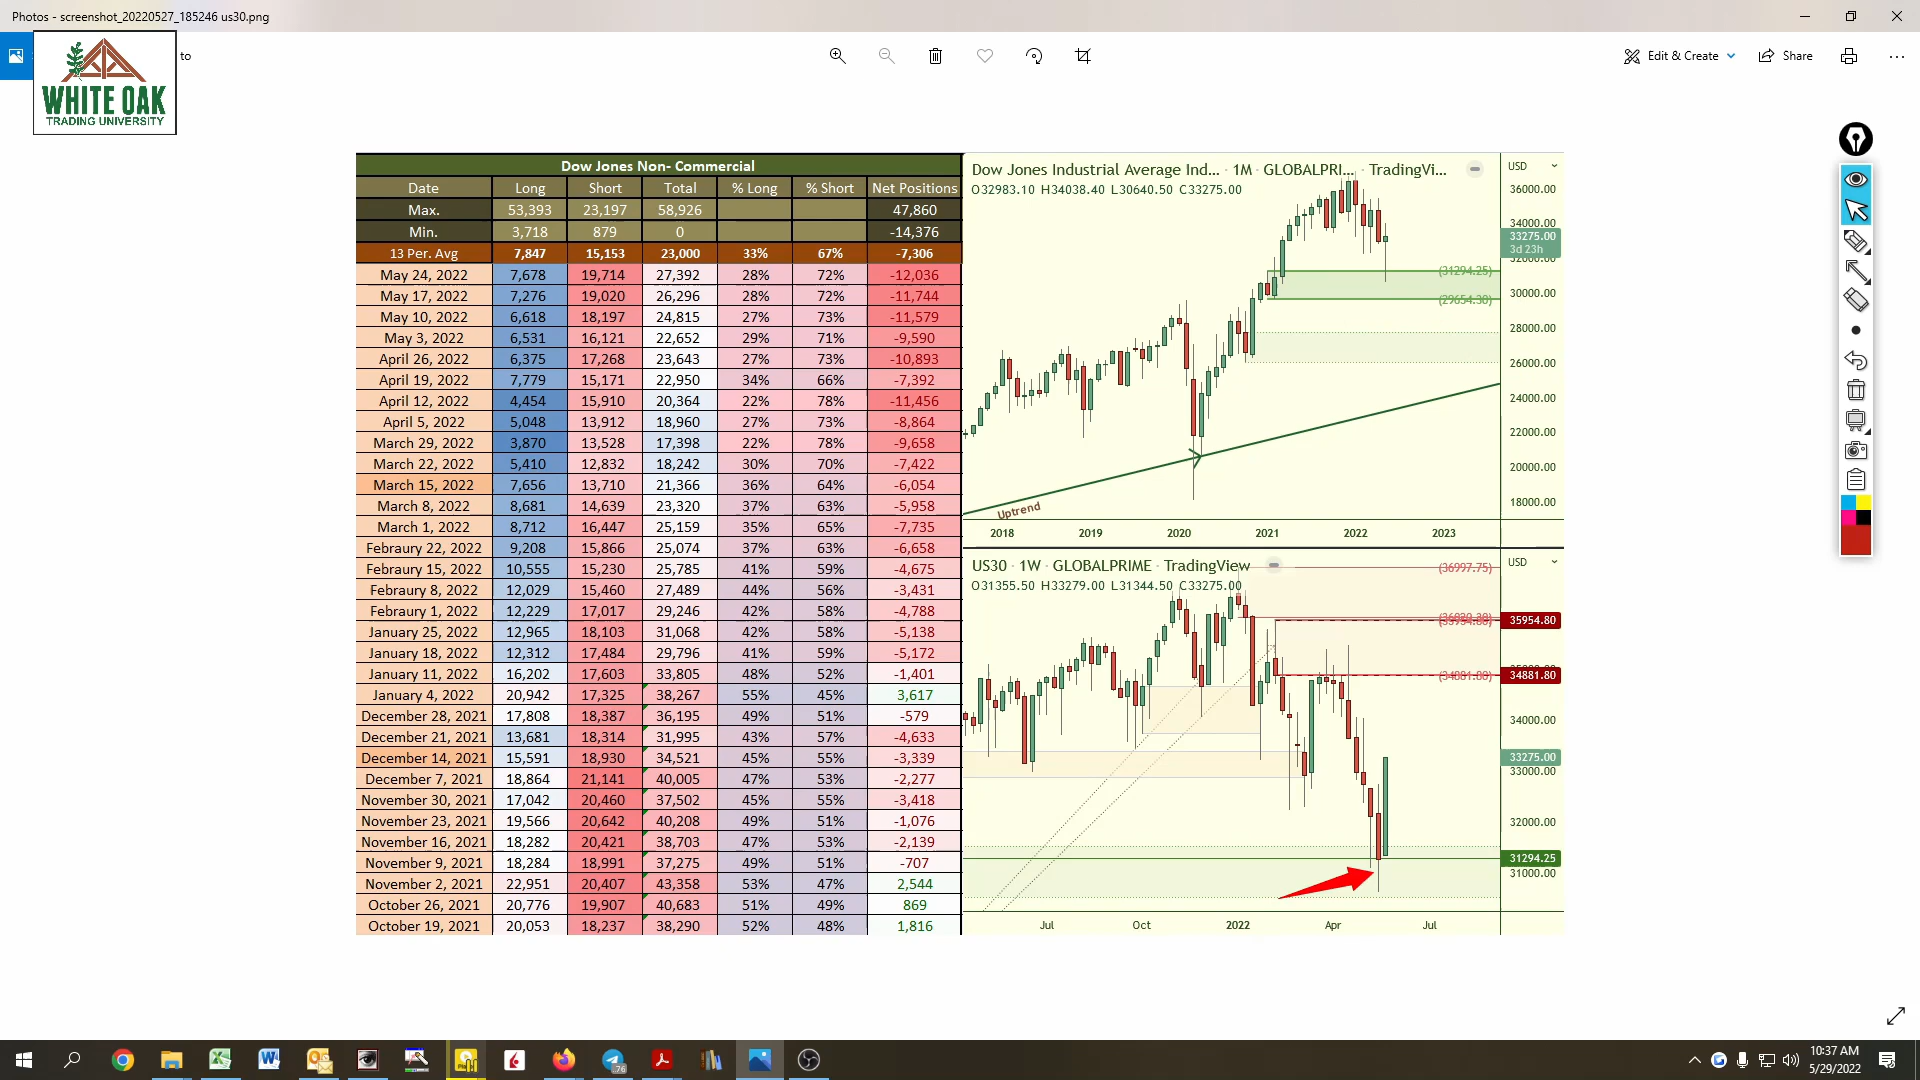 Photos - screenshot_20220527_185246 us30.png
to
Edit & Create
Share
WHITE OAK
TRADING UNIVERSITY
Dow Jones Non- Commercial
Date Long Short Total % Long % Short Net Positions
Max. 53,393 23,197 58,926 47,860
Min. 3,718 879 0 -14,376
13 Per. Avg 7,847 15,153 23,000 33% 67% -7,306
May 24, 2022 7,678 19,714 27,392 28% 72% -12,036
May 17, 2022 7,276 19,020 26,296 28% 72% -11,744
May 10, 2022 6,618 18,197 24,815 27% 73% -11,579
May 3, 2022 6,531 16,121 22,652 29% 71% -9,590
April 26, 2022 6,375 17,268 23,643 27% 73% -10,893
April 19, 2022 7,779 15,171 22,950 34% 66% -7,392
April 12, 2022 4,454 15,910 20,364 22% 78% -11,456
April 5, 2022 5,048 13,912 18,960 27% 73% -8,864
March 29, 2022 3,870 13,528 17,398 22% 78% -9,658
March 22, 2022 5,410 12,832 18,242 30% 70% -7,422
March 15, 2022 7,656 13,710 21,366 36% 64% -6,054
March 8, 2022 8,681 14,639 23,320 37% 63% -5,958
March 1, 2022 8,712 16,447 25,159 35% 65% -7,735
Febraury 22, 2022 9,208 15,866 25,074 37% 63% -6,658
Febraury 15, 2022 10,555 15,230 25,785 41% 59% -4,675
Febraury 8, 2022 12,029 15,460 27,489 44% 56% -3,431
Febraury 1, 2022 12,229 17,017 29,246 42% 58% -4,788
January 25, 2022 12,965 18,103 31,068 42% 58% -5,138
January 18, 2022 12,312 17,484 29,796 41% 59% -5,172
January 11, 2022 16,202 17,603 33,805 48% 52% -1,401
January 4, 2022 20,942 17,325 38,267 55% 45% 3,617
December 28, 2021 17,808 18,387 36,195 49% 51% -579
December 21, 2021 13,681 18,314 31,995 43% 57% -4,633
December 14, 2021 15,591 18,930 34,521 45% 55% -3,339
December 7, 2021 18,864 21,141 40,005 47% 53% -2,277
November 30, 2021 17,042 20,460 37,502 45% 55% -3,418
November 23, 2021 19,566 20,642 40,208 49% 51% -1,076
November 16, 2021 18,282 20,421 38,703 47% 53% -2,139
November 9, 2021 18,284 18,991 37,275 49% 51% -707
November 2, 2021 22,951 20,407 43,358 53% 47% 2,544
October 26, 2021 20,776 19,907 40,683 51% 49% 869
October 19, 2021 20,053 18,237 38,290 52% 48% 1,816
Dow Jones Industrial Average Ind... · 1M · GLOBALPRI... · TradingVi...
USD
O32983.10 H34038.40 L30640.50 C33275.00
36000.00
34000.00
33275.00
3d 23h
32000.00
(31294.25)
30000.00
(29654.30)
28000.00
26000.00
24000.00
22000.00
20000.00
18000.00
Uptrend
2018 2019 2020 2021 2022 2023
US30 · 1W · GLOBALPRIME · TradingView
USD
(36997.75)
O31355.50 H33279.00 L31344.50 C33275.00
35954.80
(34881.80) 34881.80
34000.00
33275.00
33000.00
32000.00
31294.25
31000.00
Jul Oct 2022 Apr Jul
76
10:37 AM
5/29/2022